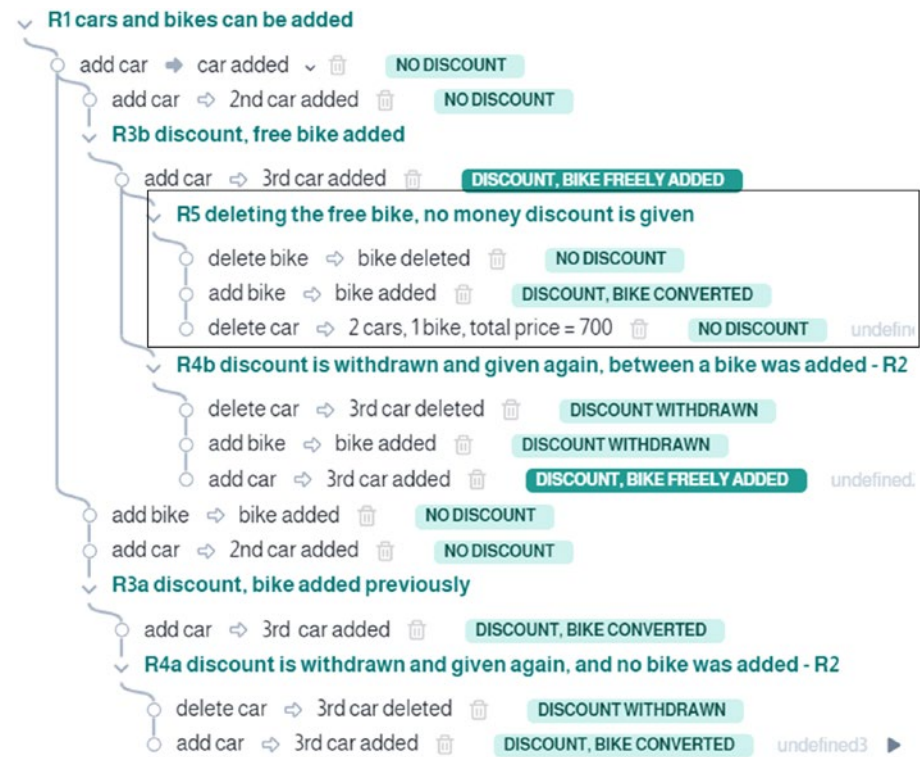 R1 cars and bikes can be added
add car ➡ car added NO DISCOUNT
add car ⇨ 2nd car added NO DISCOUNT
R3b discount, free bike added
add car ⇨ 3rd car added DISCOUNT, BIKE FREELY ADDED
R5 deleting the free bike, no money discount is given
delete bike ⇨ bike deleted NO DISCOUNT
add bike ⇨ bike added DISCOUNT, BIKE CONVERTED
delete car ⇨ 2 cars, 1 bike, total price = 700 NO DISCOUNT undefin
R4b discount is withdrawn and given again, between a bike was added - R2
delete car ⇨ 3rd car deleted DISCOUNT WITHDRAWN
add bike ⇨ bike added DISCOUNT WITHDRAWN
add car ⇨ 3rd car added DISCOUNT, BIKE FREELY ADDED undefined.
add bike ⇨ bike added NO DISCOUNT
add car ⇨ 2nd car added NO DISCOUNT
R3a discount, bike added previously
add car ⇨ 3rd car added DISCOUNT, BIKE CONVERTED
R4a discount is withdrawn and given again, and no bike was added - R2
delete car ⇨ 3rd car deleted DISCOUNT WITHDRAWN
add car ⇨ 3rd car added DISCOUNT, BIKE CONVERTED undefined3